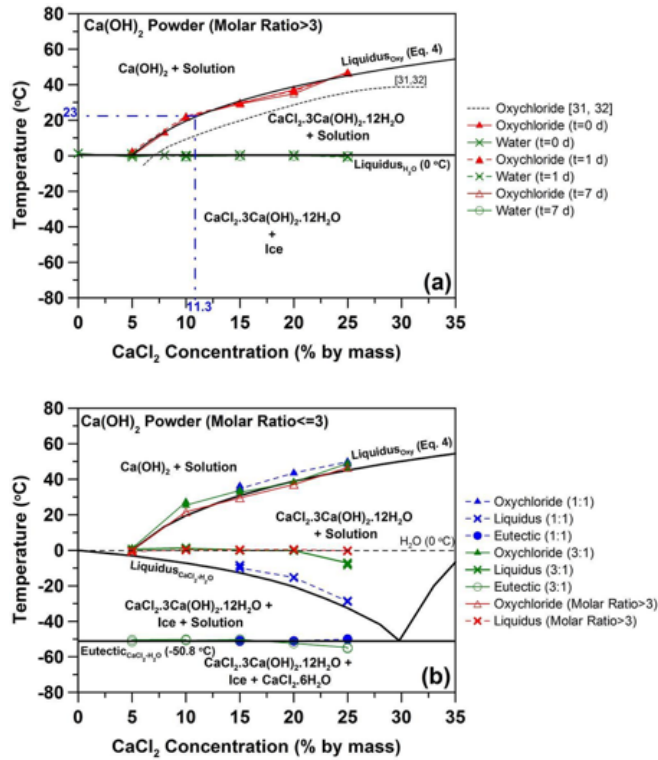 Ca(OH)₂ Powder (Molar Ratio>3)
Liquidus_Oxy (Eq. 4)
Ca(OH)₂ + Solution
[31,32]
CaCl₂.3Ca(OH)₂.12H₂O
+ Solution
Liquidus_H₂O (0 °C)
CaCl₂.3Ca(OH)₂.12H₂O
+
Ice
(a)
23
11.3
80
60
40
20
0
-20
-40
-60
-80
Temperature (°C)
0 5 10 15 20 25 30 35
CaCl₂ Concentration (% by mass)
Oxychloride [31, 32]
Oxychloride (t=0 d)
Water (t=0 d)
Oxychloride (t=1 d)
Water (t=1 d)
Oxychloride (t=7 d)
Water (t=7 d)
Ca(OH)₂ Powder (Molar Ratio<=3)
Liquidus_Oxy (Eq. 4)
Ca(OH)₂ + Solution
CaCl₂.3Ca(OH)₂.12H₂O
+ Solution
H₂O (0 °C)
Liquidus_CaCl₂-H₂O
CaCl₂.3Ca(OH)₂.12H₂O +
Ice + Solution
Eutectic_CaCl₂-H₂O (-50.8 °C)
CaCl₂.3Ca(OH)₂.12H₂O +
Ice + CaCl₂.6H₂O
(b)
80
60
40
20
0
-20
-40
-60
-80
Temperature (°C)
0 5 10 15 20 25 30 35
CaCl₂ Concentration (% by mass)
Oxychloride (1:1)
Liquidus (1:1)
Eutectic (1:1)
Oxychloride (3:1)
Liquidus (3:1)
Eutectic (3:1)
Oxychloride (Molar Ratio>3)
Liquidus (Molar Ratio>3)